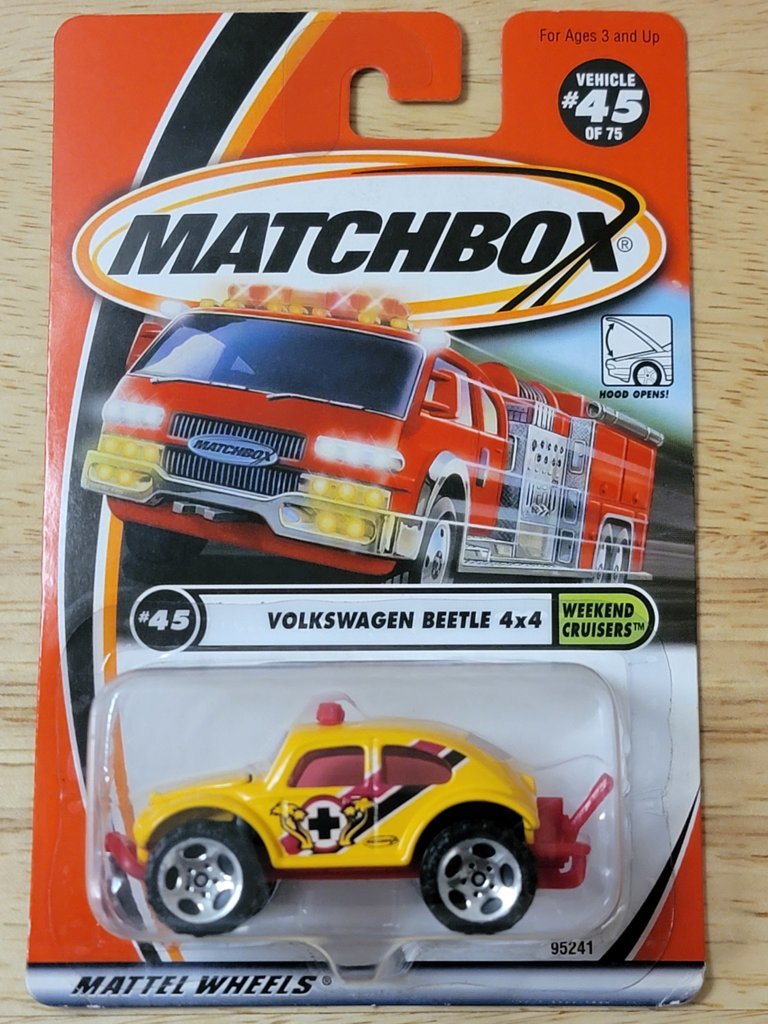 For Ages 3 and Up
VEHICLE
#45
OF 75
MATCHBOX®
HOOD OPENS!
MATCHBOX
#45
VOLKSWAGEN BEETLE 4x4
WEEKEND
CRUISERS™
95241
MATTEL WHEELS®